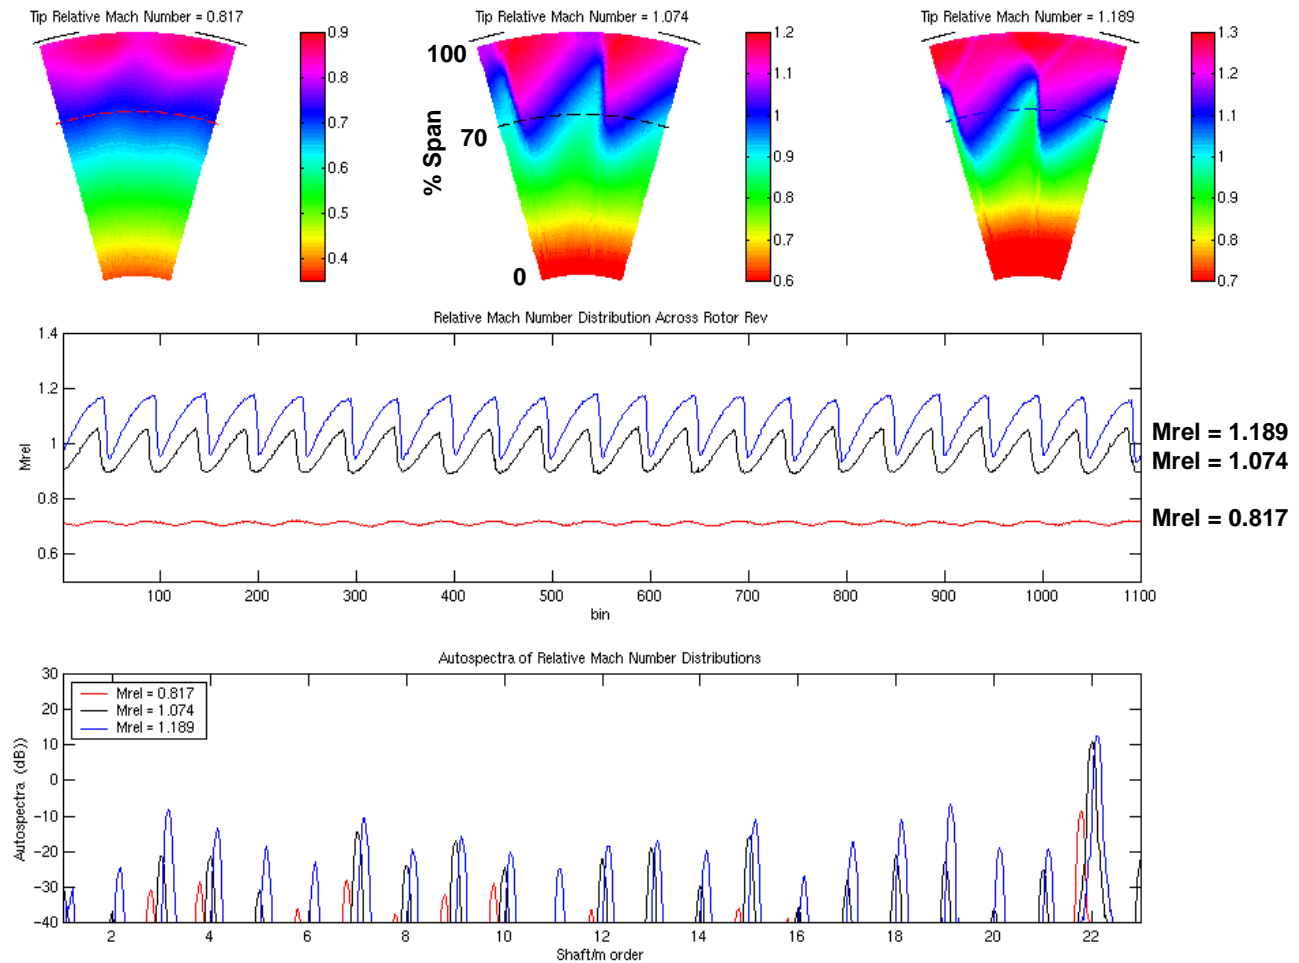 Tip Relative Mach Number = 0.817
Tip Relative Mach Number = 1.074
Tip Relative Mach Number = 1.189
0.9
0.8
0.7
0.6
0.5
0.4
100
70
0
% Span
1.2
1.1
1
0.9
0.8
0.7
0.6
1.3
1.2
1.1
1
0.9
0.8
0.7
Relative Mach Number Distribution Across Rotor Rev
1.4
1.2
1
0.8
0.6
Mrel
Mrel = 1.189
Mrel = 1.074
Mrel = 0.817
100 200 300 400 500 600 700 800 900 1000 1100
bin
Autospectra of Relative Mach Number Distributions
30
20
10
0
-10
-20
-30
-40
Autospectra (dB))
Mrel = 0.817
Mrel = 1.074
Mrel = 1.189
2 4 6 8 10 12 14 16 18 20 22
Shaft/m order